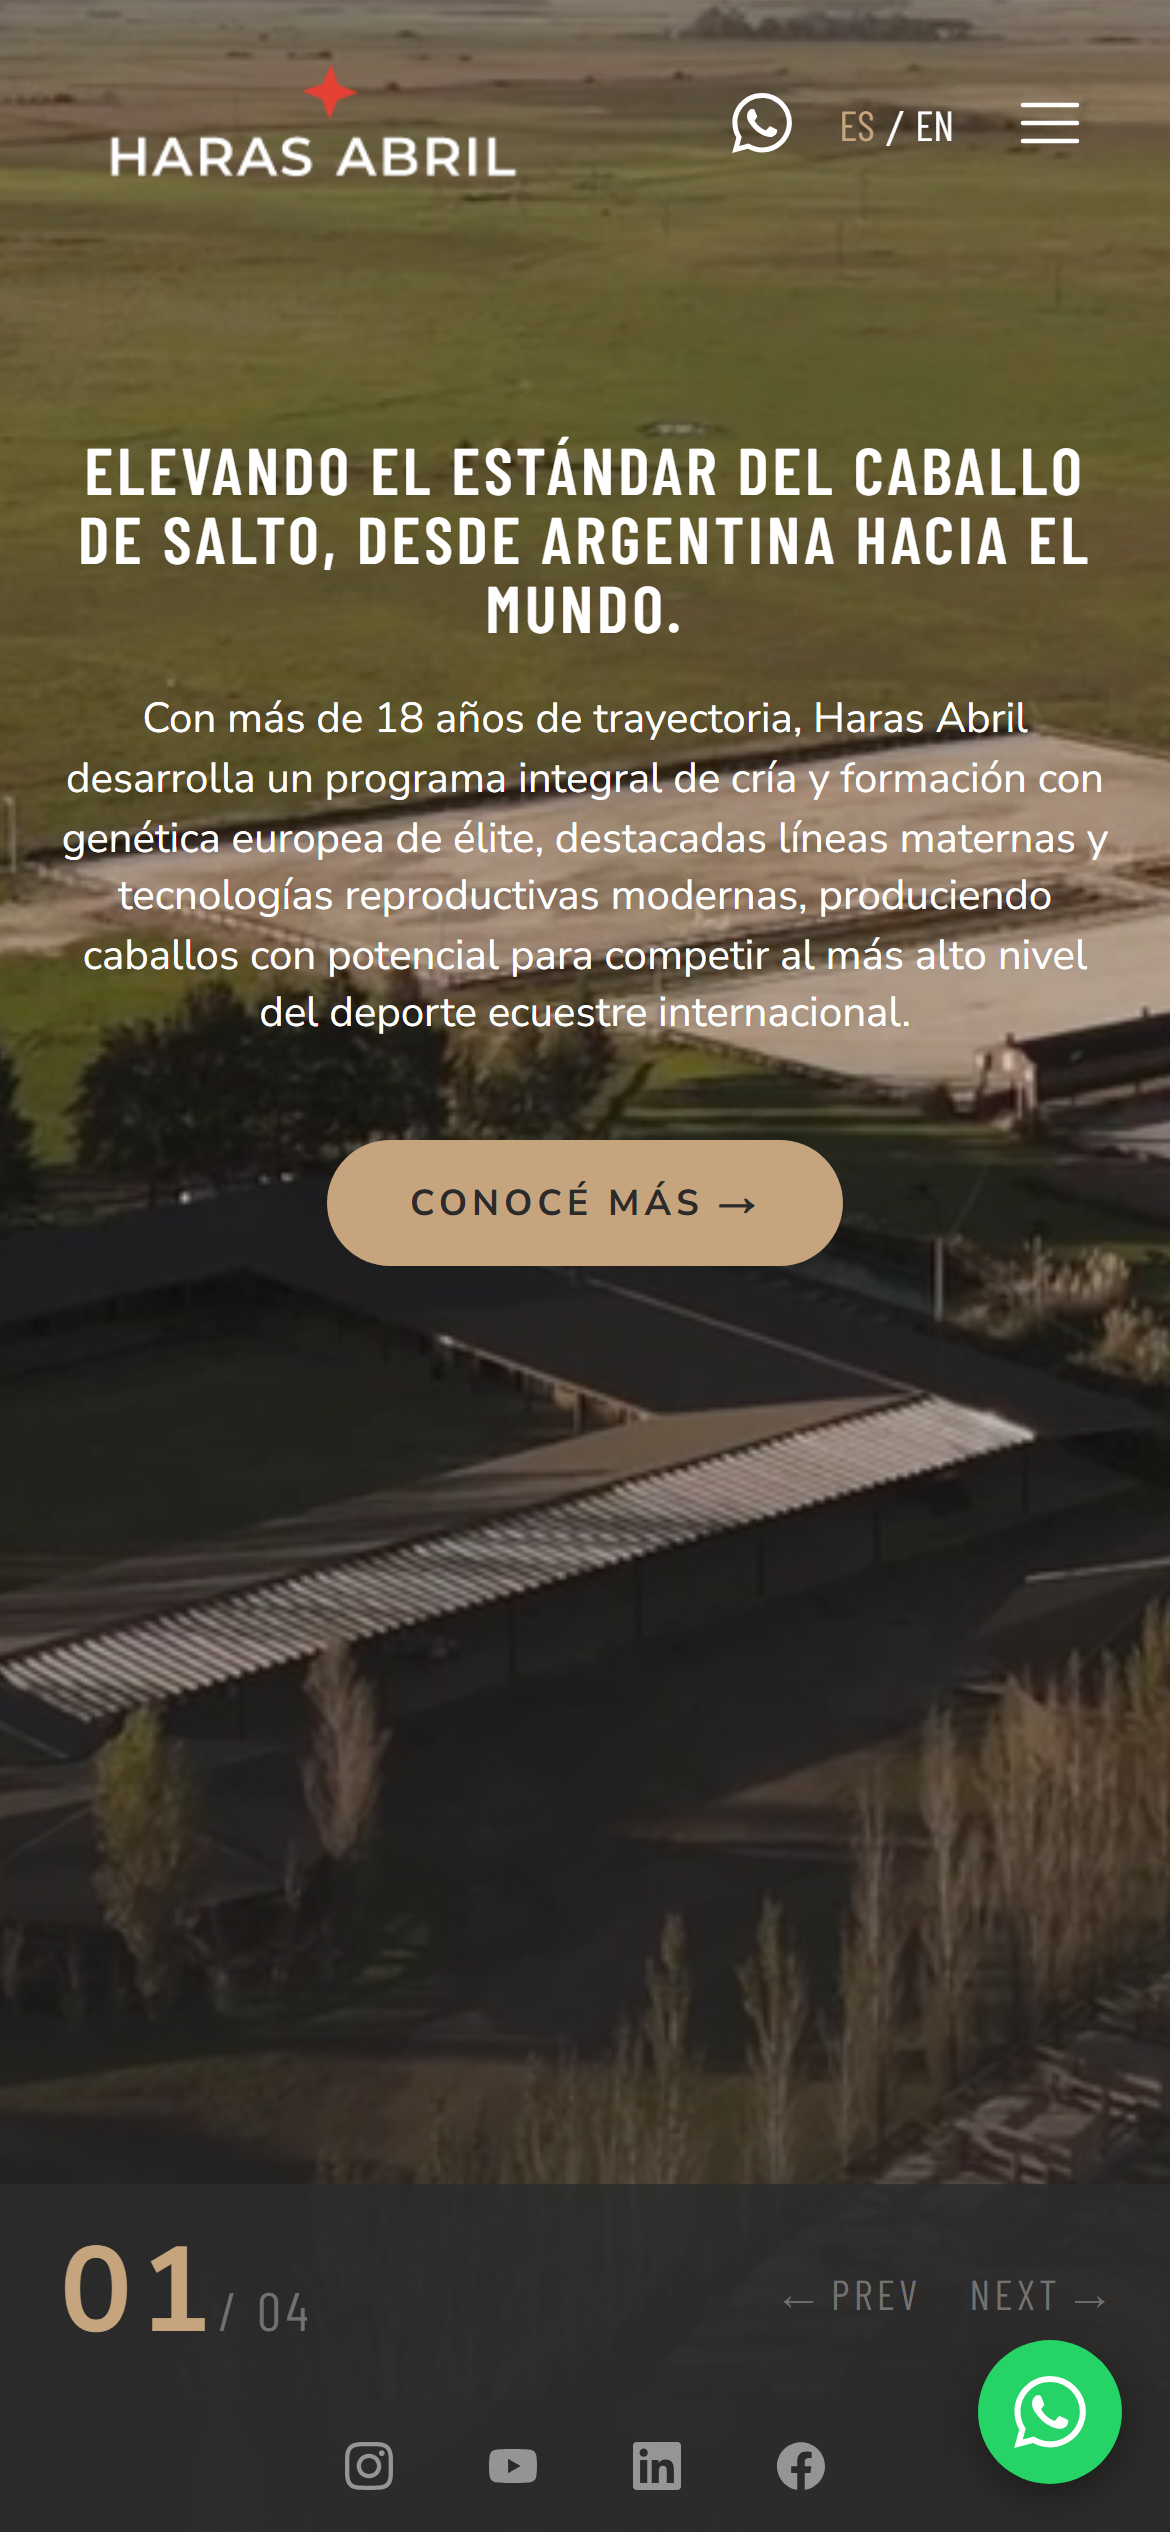 HARAS ABRIL
ES / EN
ELEVANDO EL ESTÁNDAR DEL CABALLO
DE SALTO, DESDE ARGENTINA HACIA EL
MUNDO.
Con más de 18 años de trayectoria, Haras Abril
desarrolla un programa integral de cría y formación con
genética europea de élite, destacadas líneas maternas y
tecnologías reproductivas modernas, produciendo
caballos con potencial para competir al más alto nivel
del deporte ecuestre internacional.
CONOCÉ MÁS →
01 / 04
← PREV NEXT →